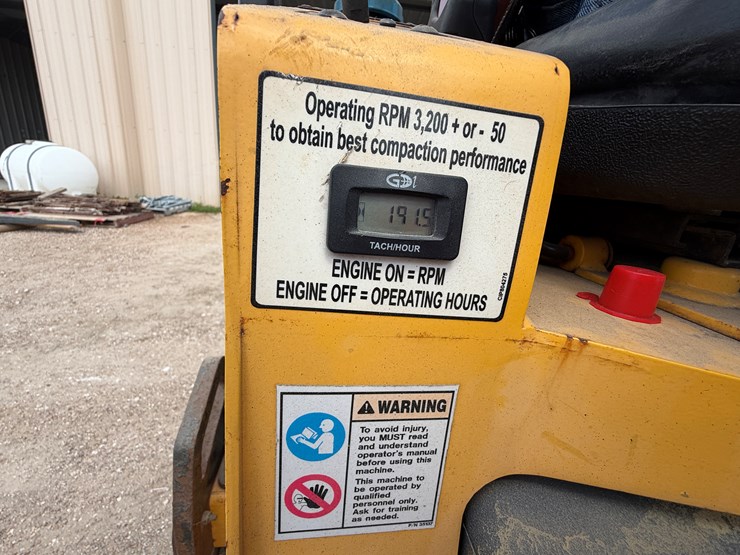 Operating RPM 3,200 + or - 50
to obtain best compaction performance
191.5
TACH/HOUR
ENGINE ON = RPM
ENGINE OFF = OPERATING HOURS
WARNING
To avoid injury,
you MUST read
and understand
operator's manual
before using this
machine.
This machine to
be operated by
qualified
personnel only.
Ask for training
as needed.